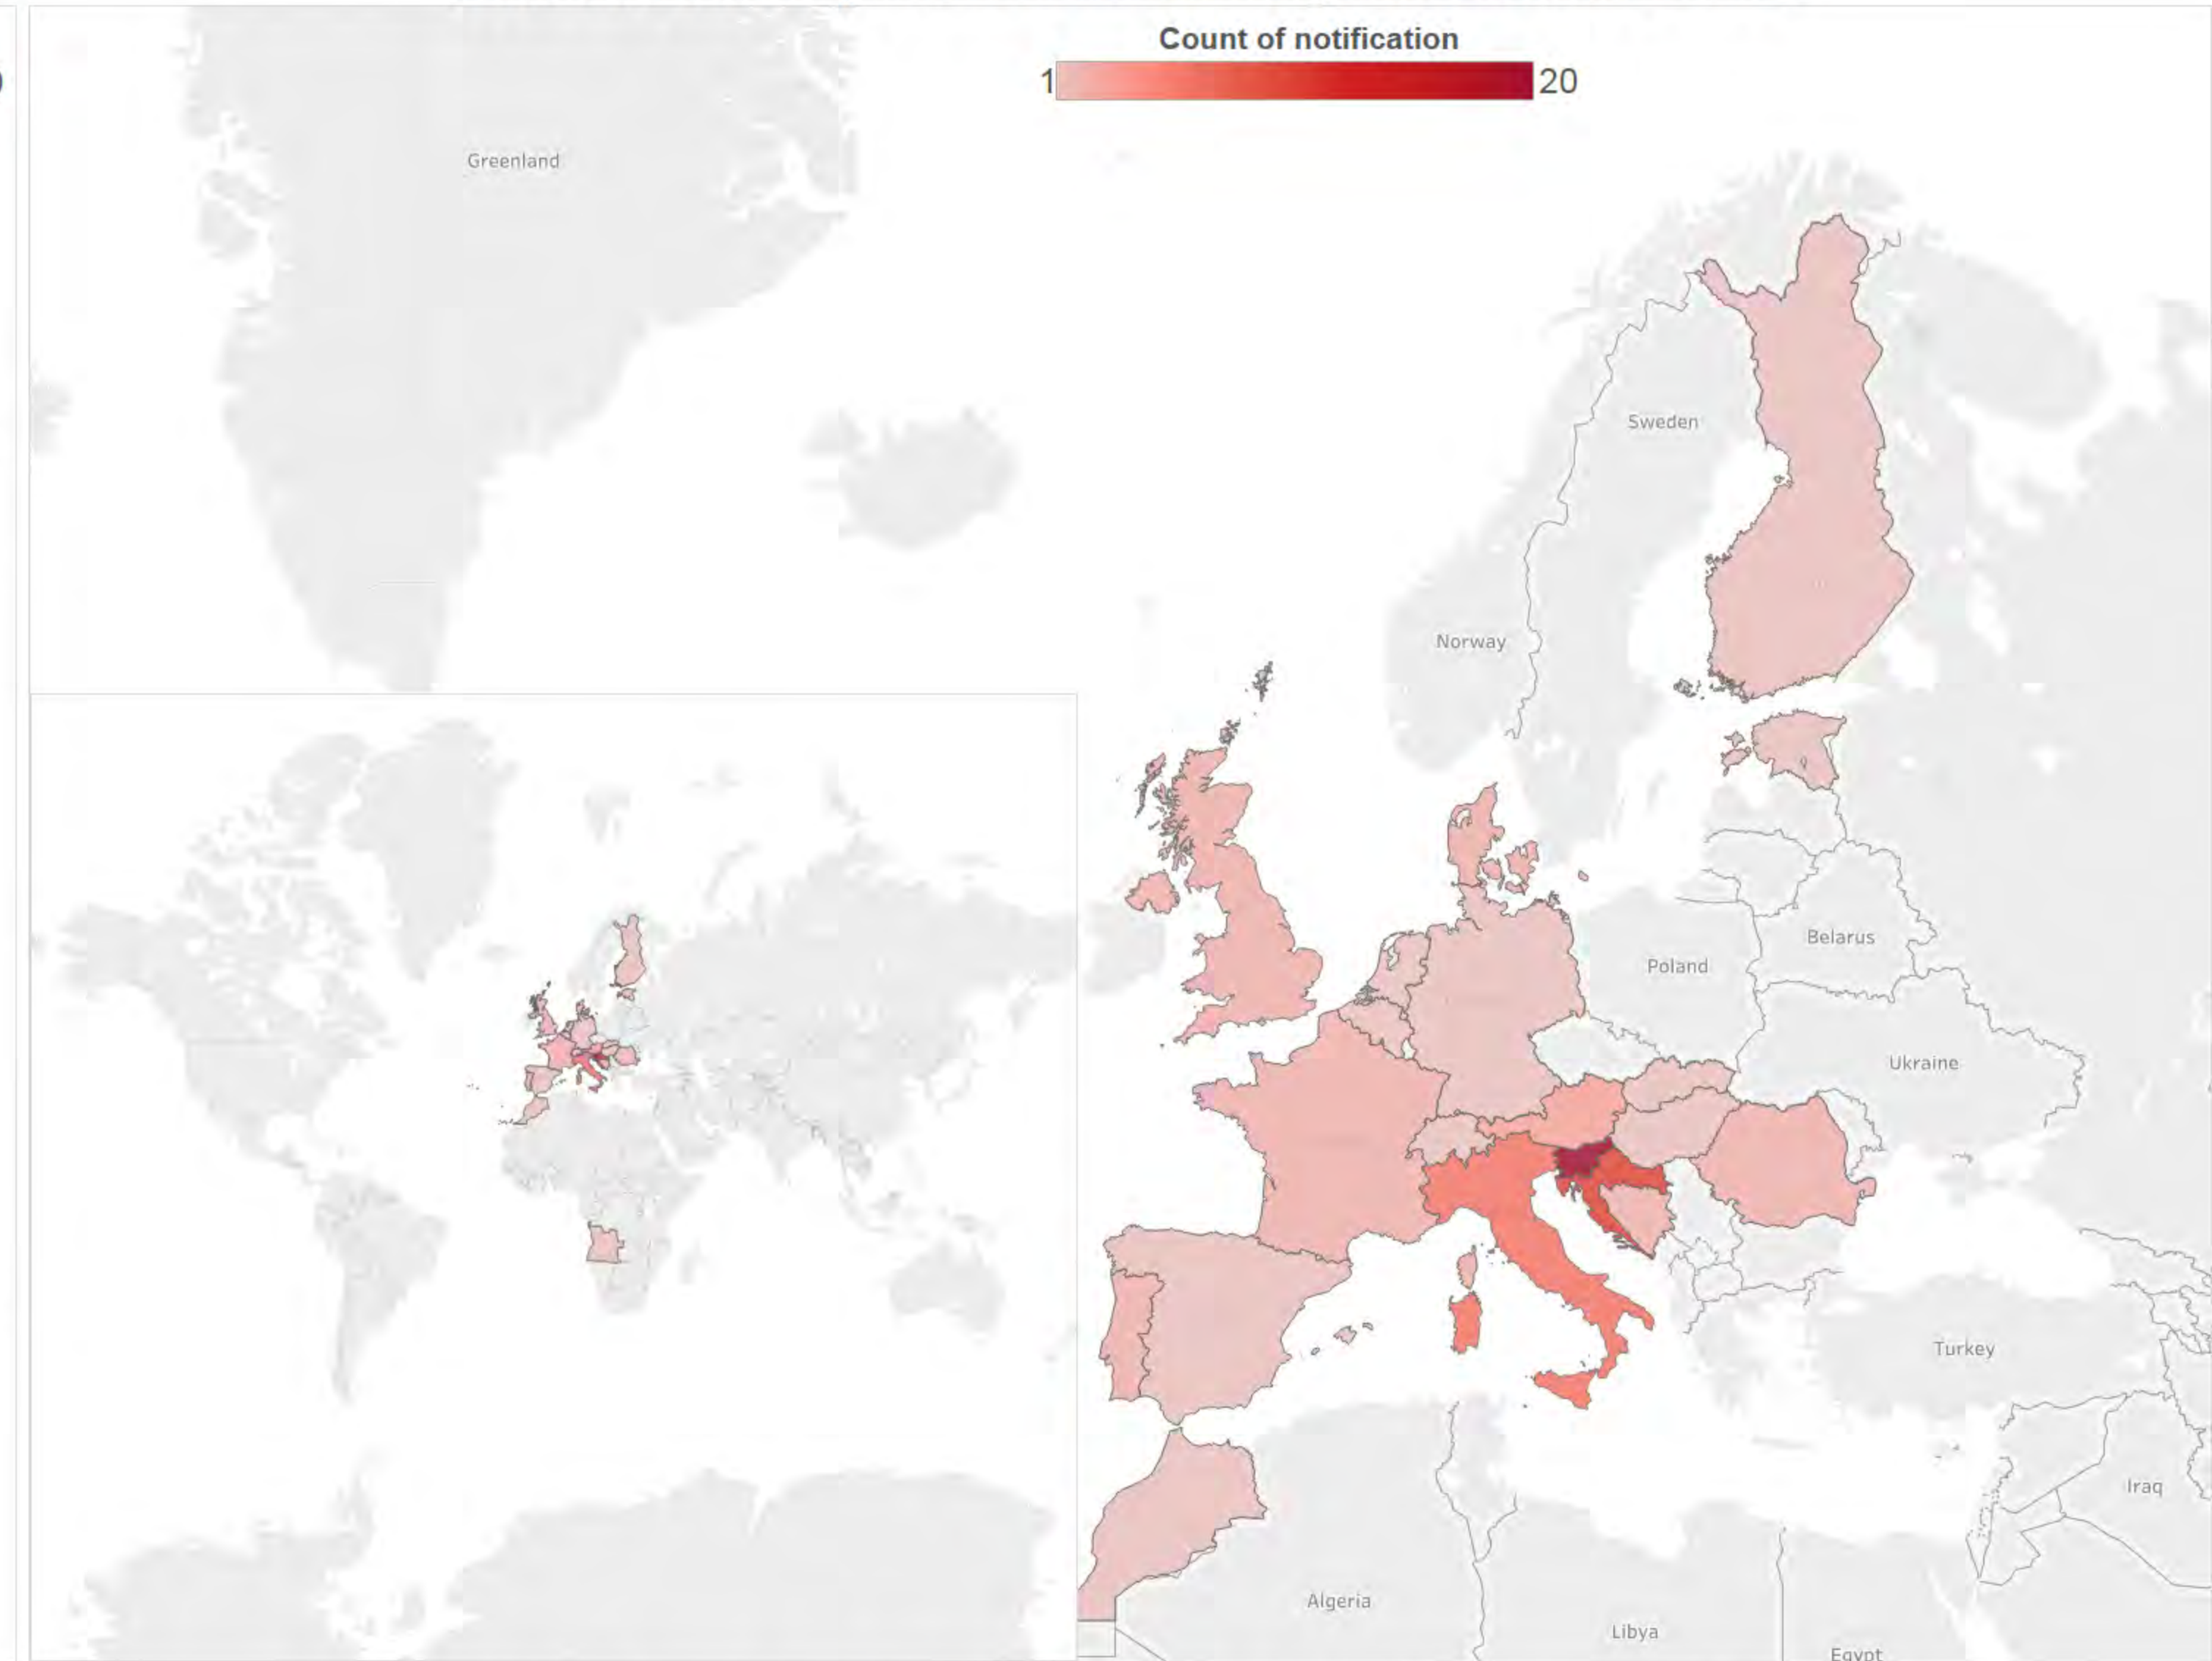 Count of notification
1 20
Greenland
Sweden
Norway
Belarus
Poland
Ukraine
Turkey
Iraq
Algeria
Libya
Egypt